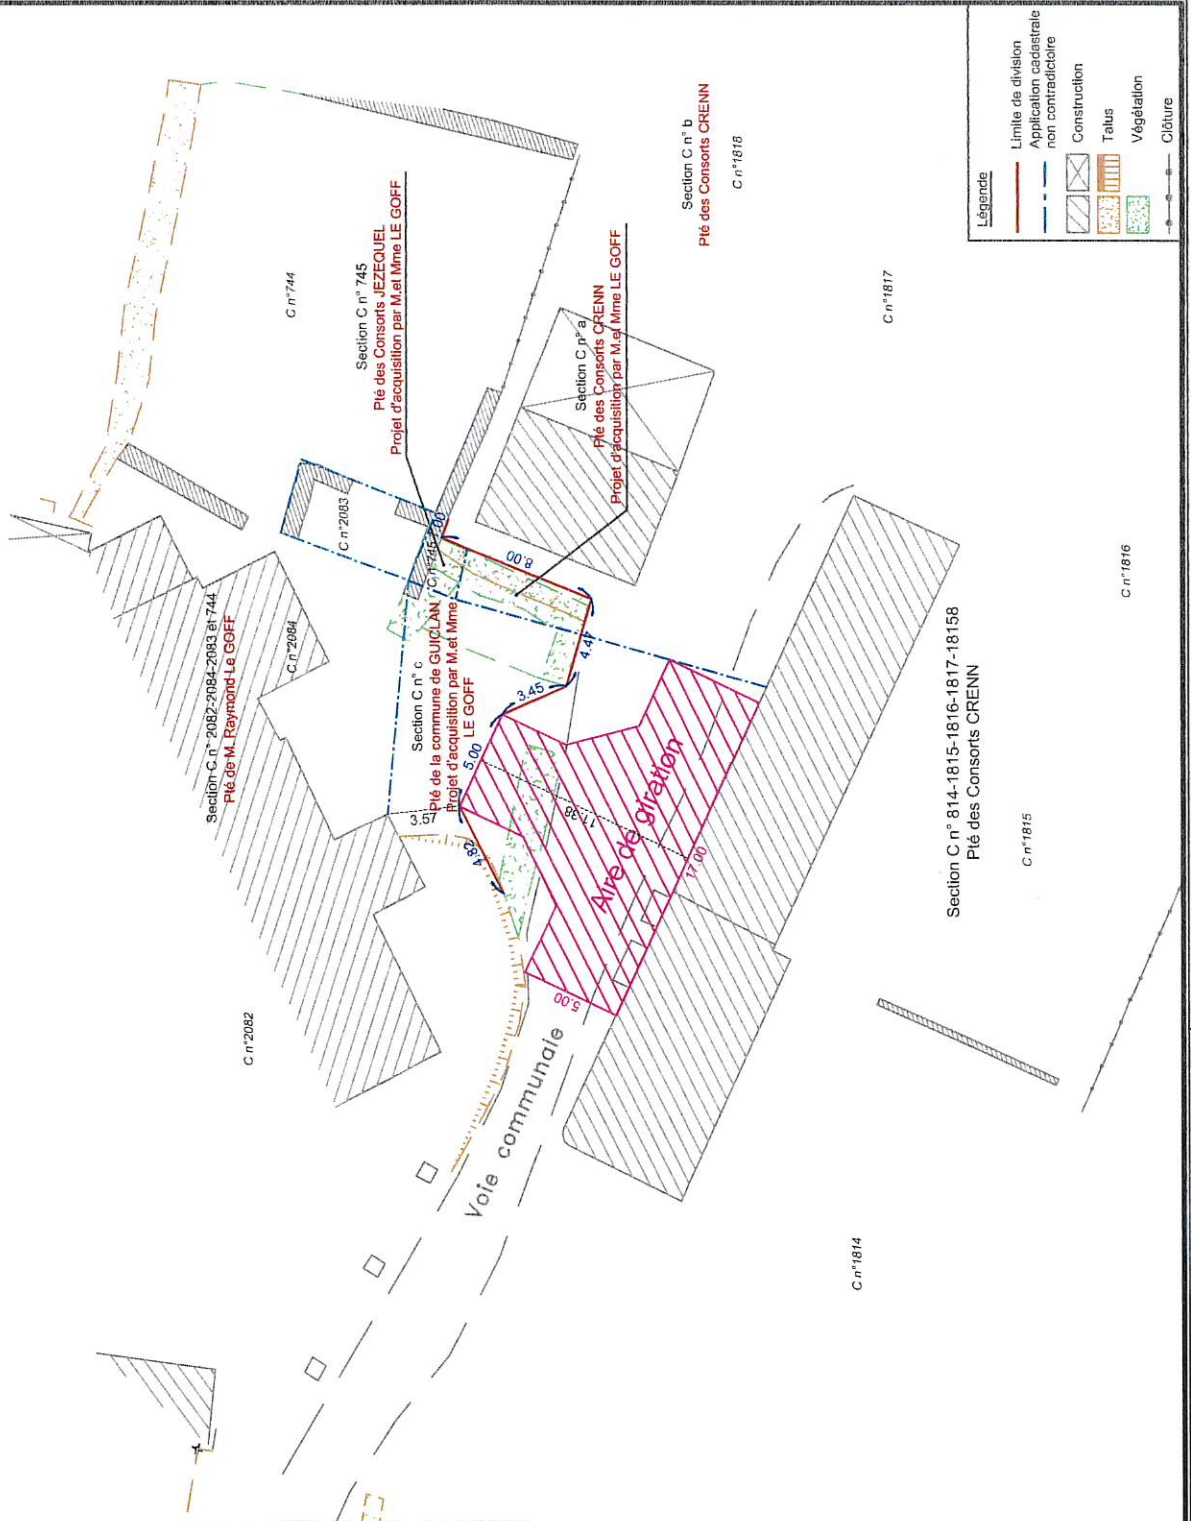 Section C n° 2082-2084-2083 et 744
Pté de M. Raymond Le GOFF
C n°2082
C n°2084
C n°2083
C n°744
Section C n° 745
Pté des Consorts JEZEQUEL
Projet d'acquisition par M.et Mme LE GOFF
C n°745
Section C n° a
Pté des Consorts CRENN
Projet d'acquisition par M.et Mme LE GOFF
Section C n° b
Pté des Consorts CRENN
C n°1818
Section C n° c
Pté de la commune de GUICLAN
Projet d'acquisition par M.et Mme
LE GOFF
3.57
4.82
5.00
3.45
4.47
8.00
11.38
17.00
5.00
Aire de giration
Voie communale
C n°1817
C n°1816
C n°1815
C n°1814
Section C n° 814-1815-1816-1817-18158
Pté des Consorts CRENN
Légende
Limite de division
Application cadastrale
non contradictoire
Construction
Talus
Végétation
Clôture